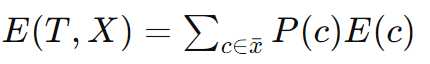 E(T, X) = ∑_{c∈x̄} P(c)E(c)